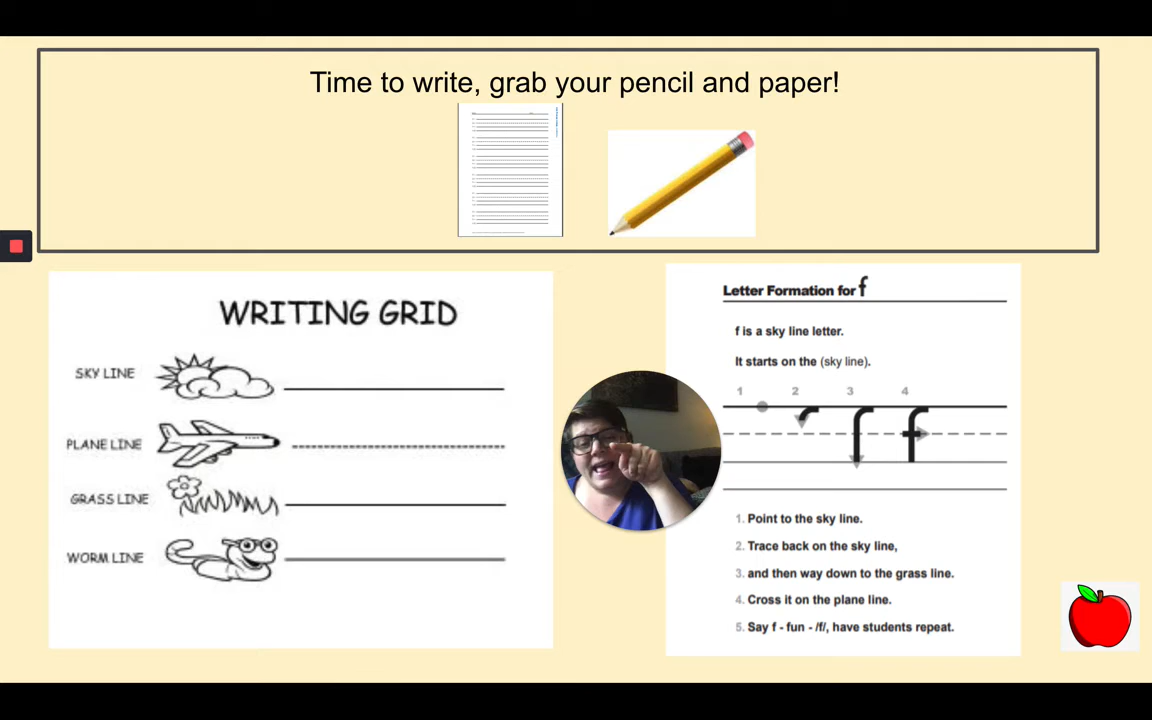 Time to write, grab your pencil and paper!
WRITING GRID
SKY LINE
PLANE LINE
GRASS LINE
WORM LINE
Letter Formation for f
f is a sky line letter.
It starts on the (sky line).
1 2 3 4
f
1. Point to the sky line.
2. Trace back on the sky line,
3. and then way down to the grass line.
4. Cross it on the plane line.
5. Say f - fun - /f/, have students repeat.